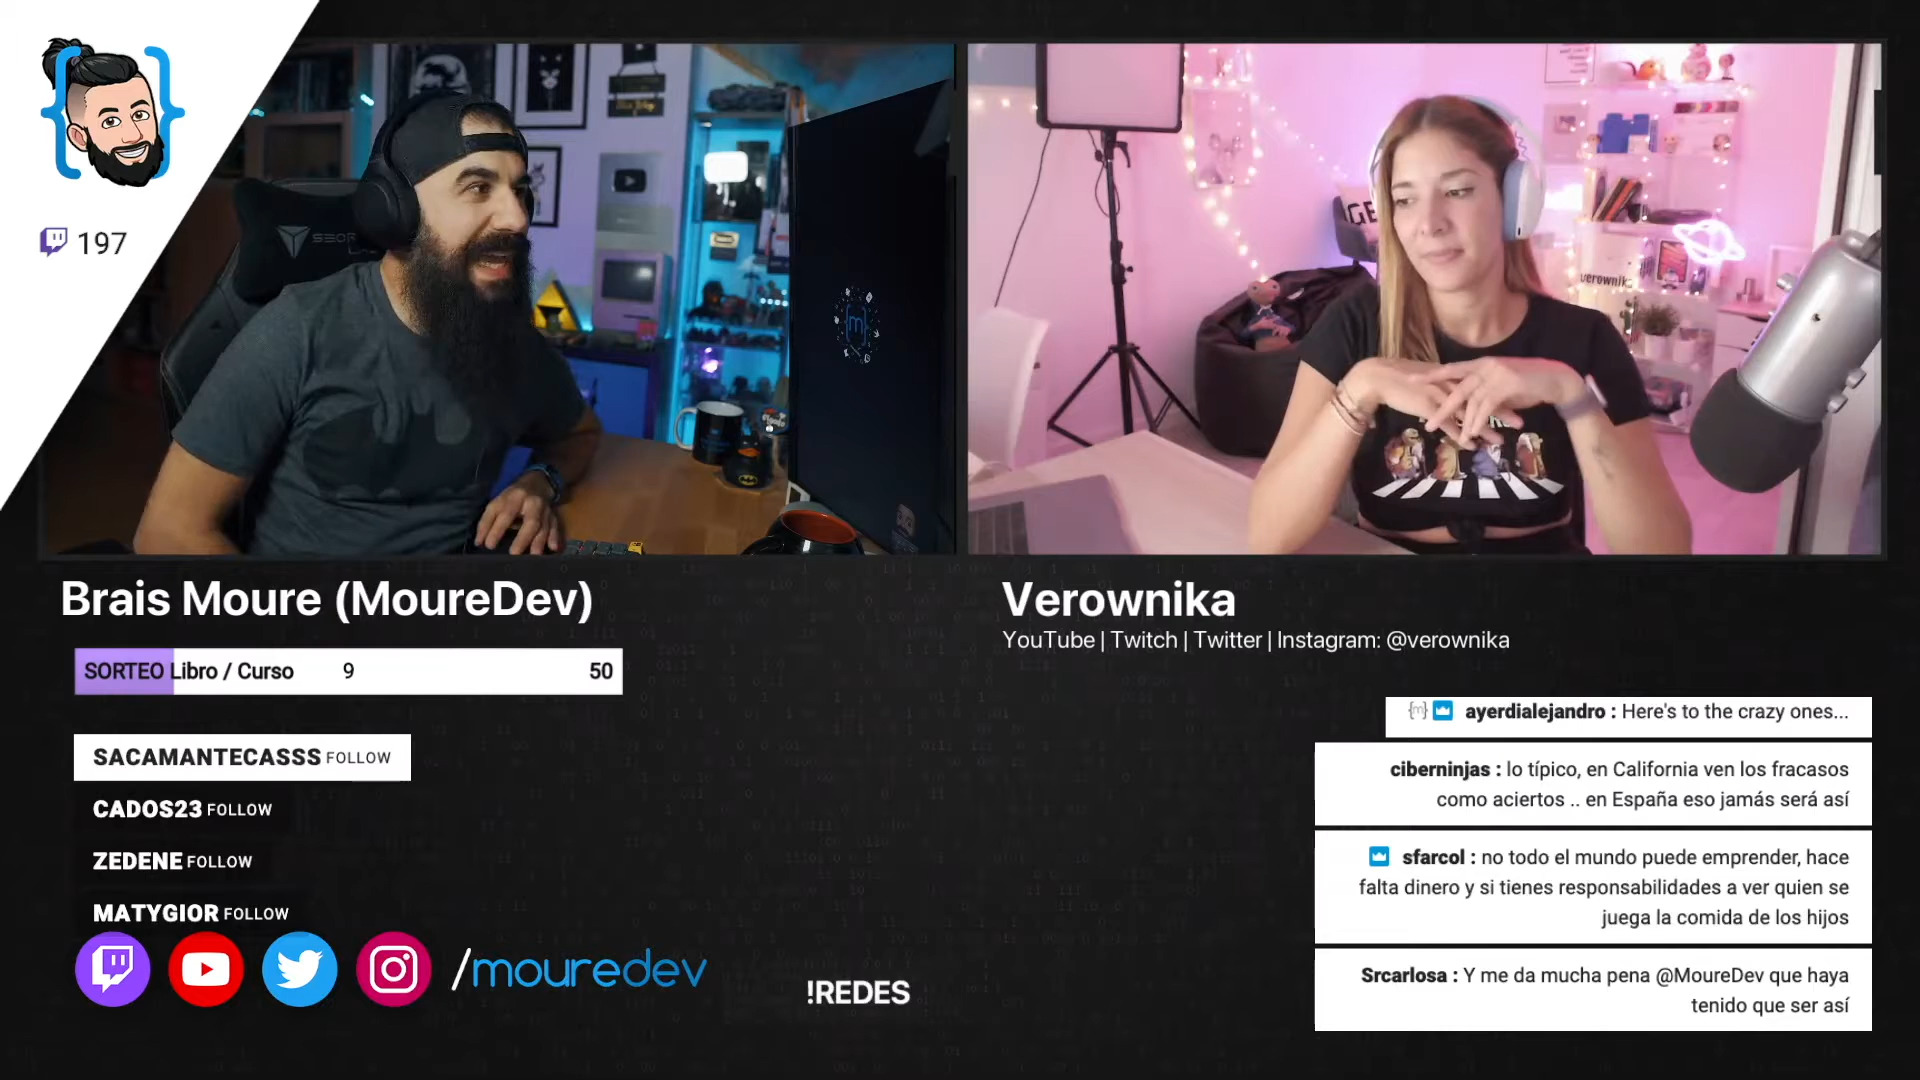 197
Brais Moure (MoureDev)
SORTEO Libro / Curso 9 50
SACAMANTECASSS FOLLOW
CADOS23 FOLLOW
ZEDENE FOLLOW
MATYGIOR FOLLOW
/mouredev
!REDES
Verownika
YouTube | Twitch | Twitter | Instagram: @verownika
verownika
{m}
{m} ayerdialejandro : Here's to the crazy ones...
ciberninjas : lo típico, en California ven los fracasos
como aciertos .. en España eso jamás será así
sfarcol : no todo el mundo puede emprender, hace
falta dinero y si tienes responsabilidades a ver quien se
juega la comida de los hijos
Srcarlosa : Y me da mucha pena @MoureDev que haya
tenido que ser así